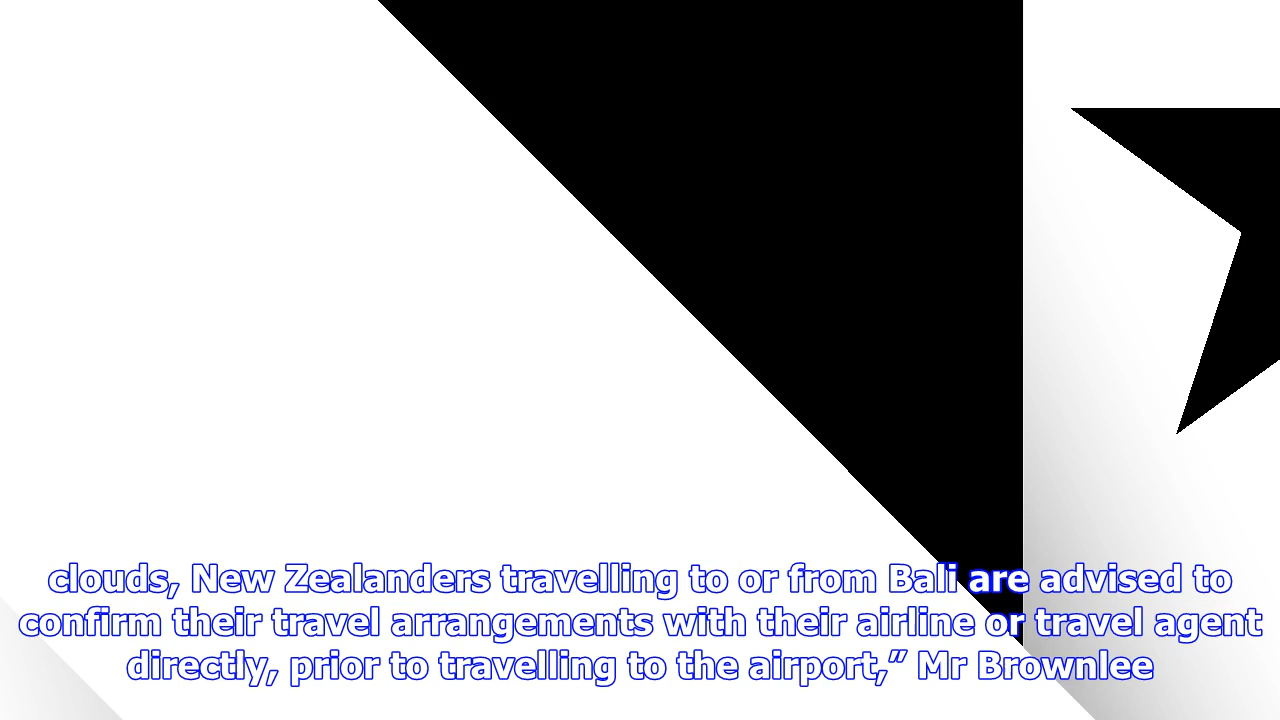 clouds, New Zealanders travelling to or from Bali are advised to
confirm their travel arrangements with their airline or travel agent
directly, prior to travelling to the airport,” Mr Brownlee